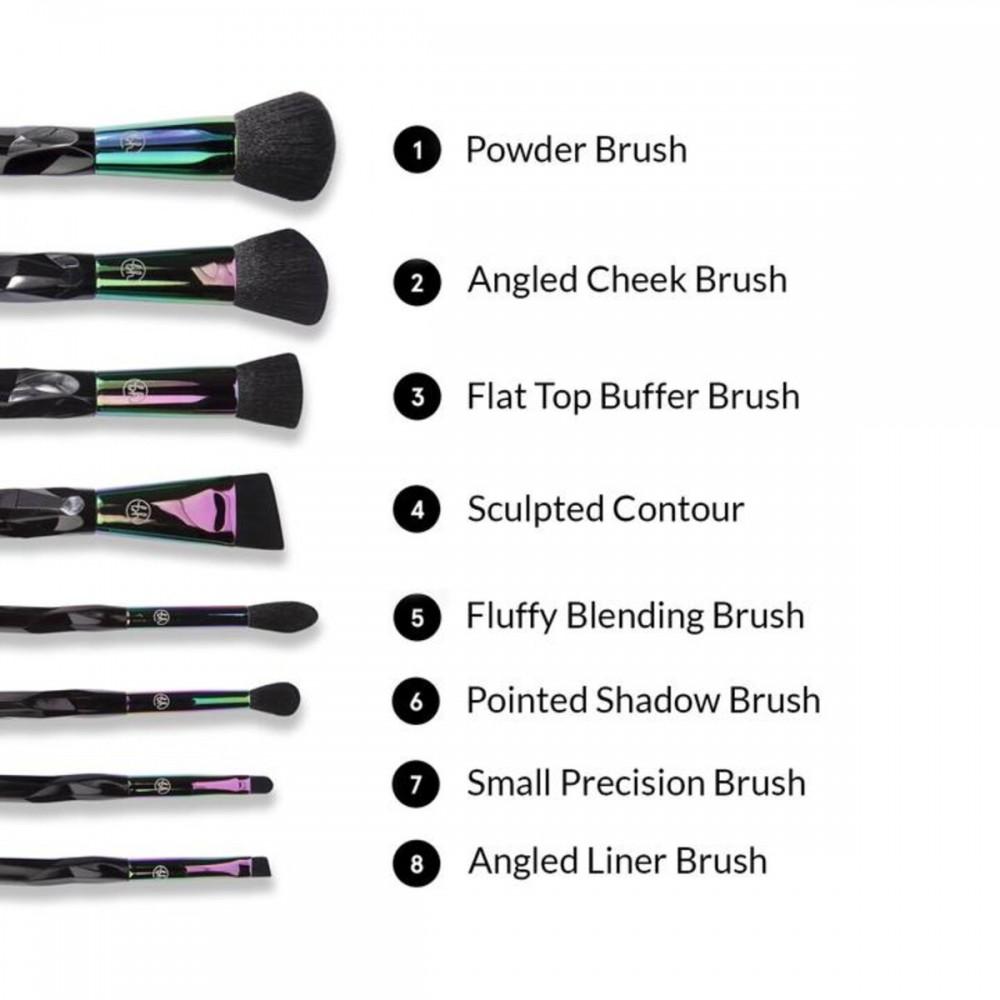 1 Powder Brush
2 Angled Cheek Brush
3 Flat Top Buffer Brush
4 Sculpted Contour
5 Fluffy Blending Brush
6 Pointed Shadow Brush
7 Small Precision Brush
8 Angled Liner Brush